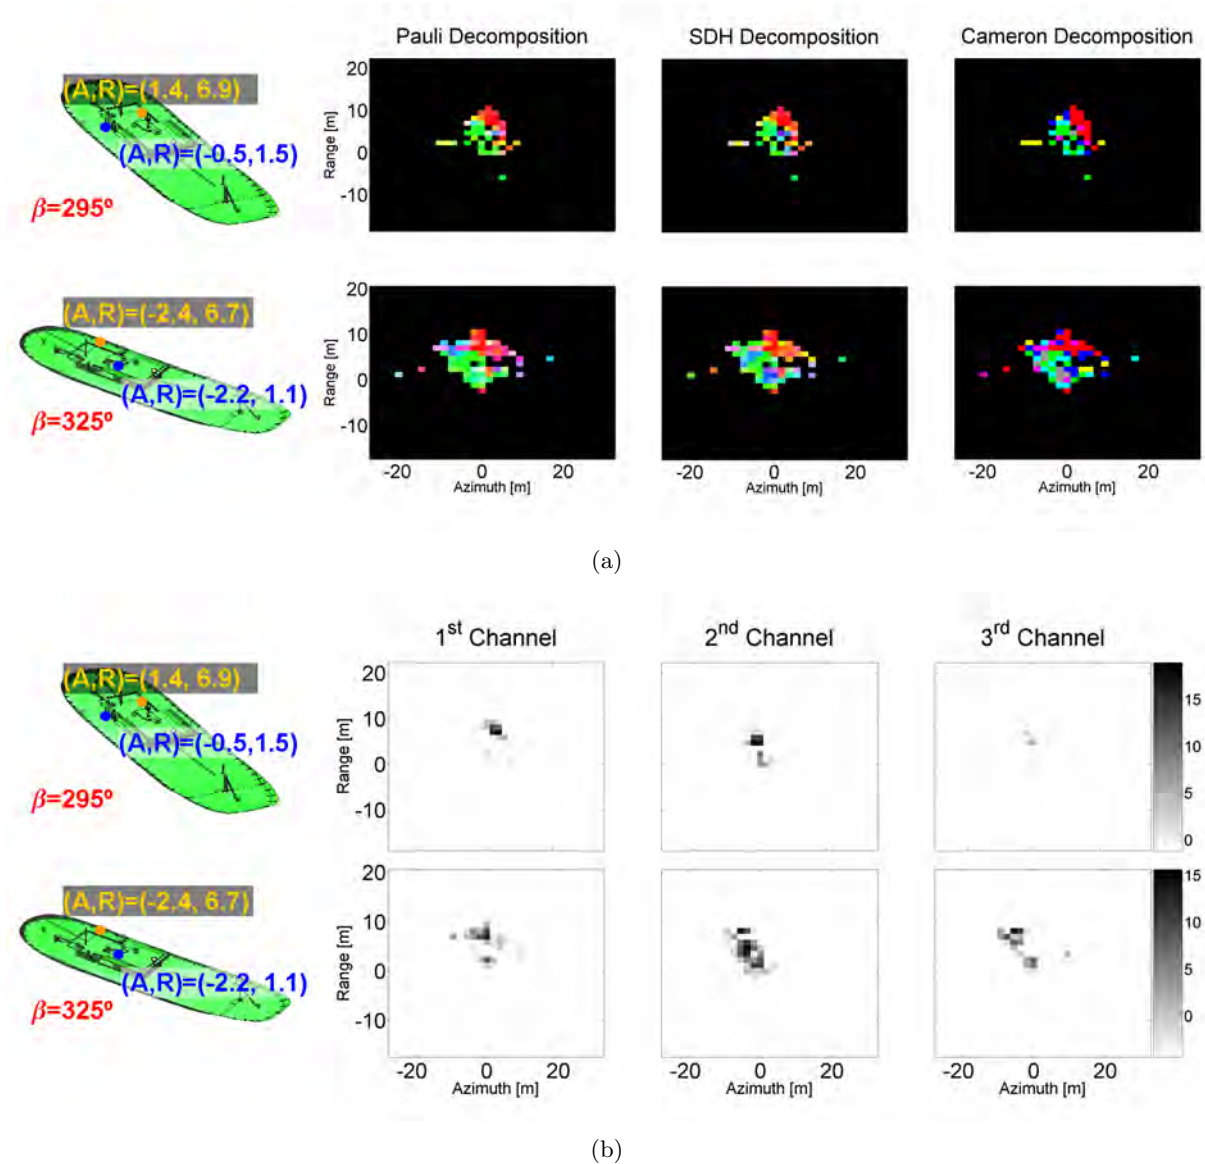 Pauli Decomposition SDH Decomposition Cameron Decomposition
(A,R)=(1.4, 6.9)
(A,R)=(-0.5,1.5)
β=295º
Range [m]
20
10
0
-10
(A,R)=(-2,4, 6.7)
(A,R)=(-2.2, 1.1)
β=325º
Range [m]
20
10
0
-10
-20 0 20 -20 0 20 -20 0 20
Azimuth [m] Azimuth [m] Azimuth [m]
(a)
1st Channel 2nd Channel 3rd Channel
(A,R)=(1.4, 6.9)
(A,R)=(-0.5,1.5)
β=295º
Range [m]
20
10
0
-10
15
10
5
0
(A,R)=(-2.4, 6.7)
(A,R)=(-2.2, 1.1)
β=325º
Range [m]
20
10
0
-10
15
10
5
0
-20 0 20 -20 0 20 -20 0 20
Azimuth [m] Azimuth [m] Azimuth [m]
(b)